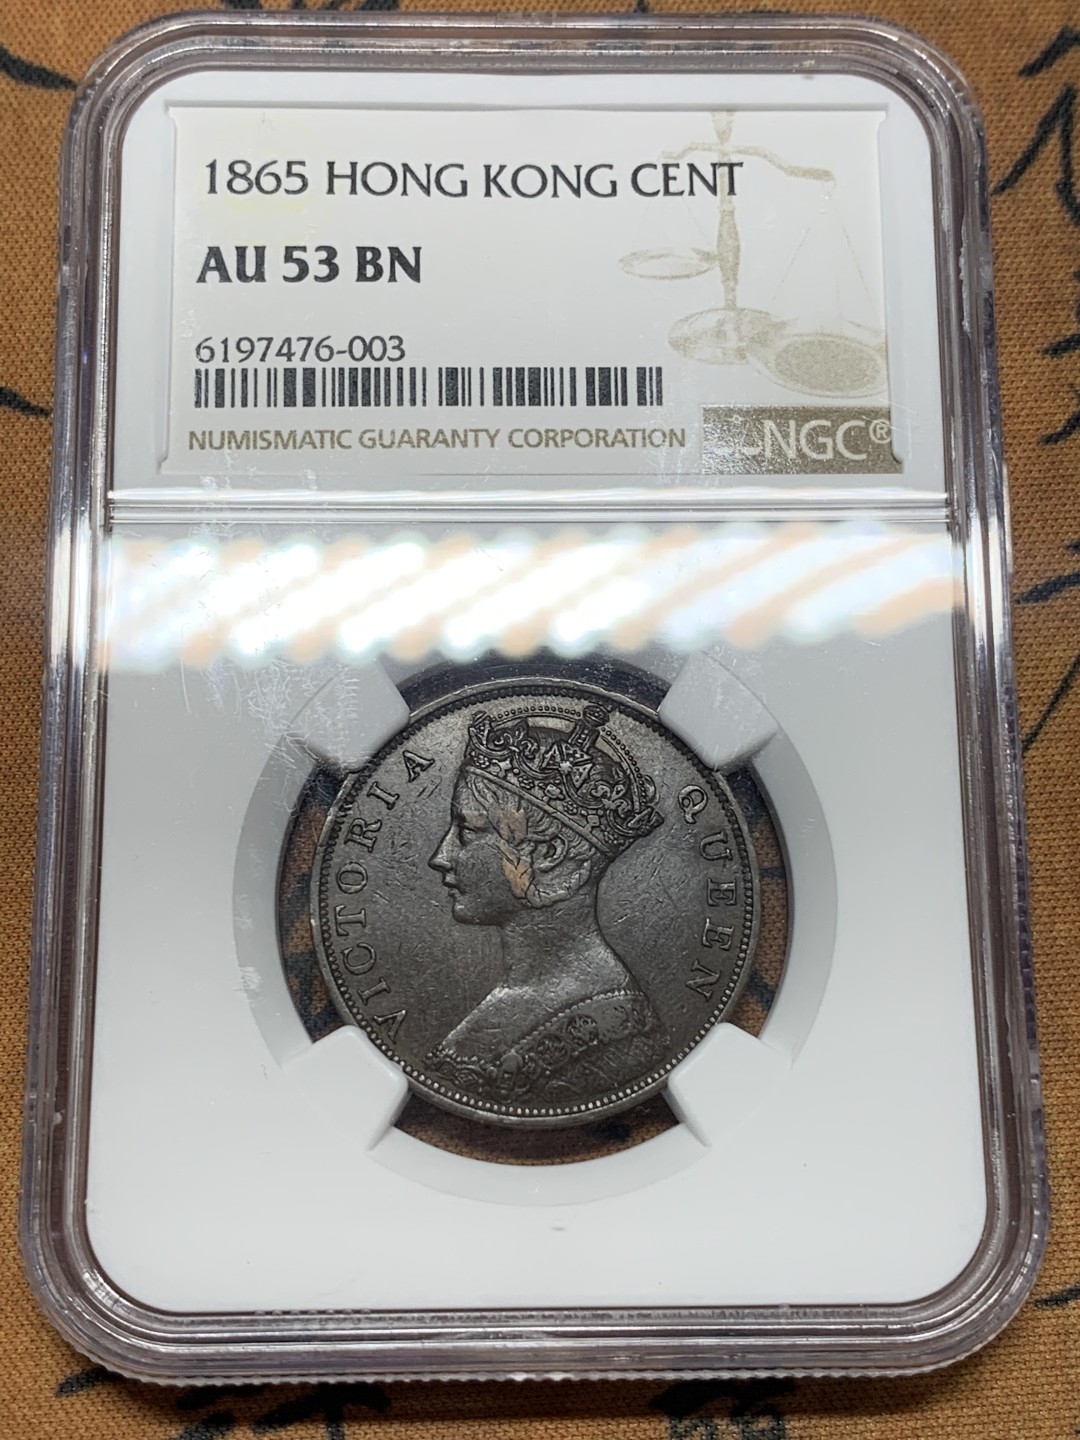 1865 HONG KONG CENT
AU 53 BN
6197476-003
NUMISMATIC GUARANTY CORPORATION
NGC®
VICTORIA QUEEN